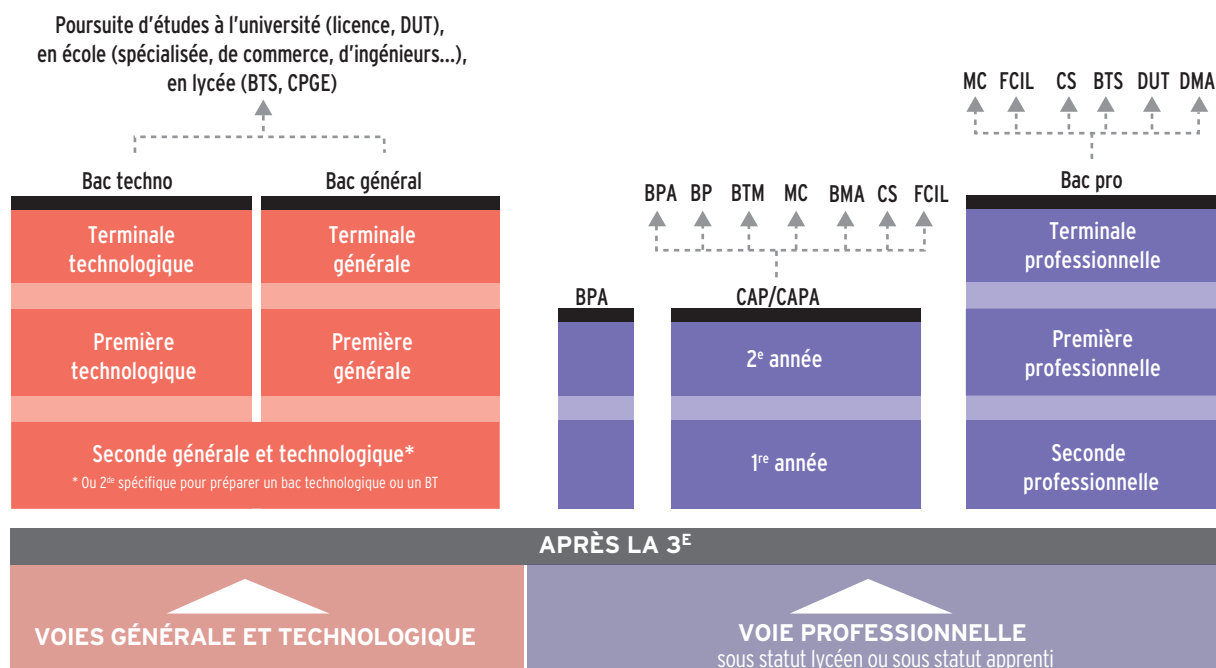 Poursuite d'études à l'université (licence, DUT),
en école (spécialisée, de commerce, d'ingénieurs...),
en lycée (BTS, CPGE)
MC FCIL CS BTS DUT DMA
Bac techno
Bac général
Bac pro
BPA BP BTM MC BMA CS FCIL
Terminale
technologique
Terminale
générale
Terminale
professionnelle
BPA
CAP/CAPA
Première
technologique
Première
générale
2e année
Première
professionnelle
Seconde générale et technologique*
* Ou 2de spécifique pour préparer un bac technologique ou un BT
1re année
Seconde
professionnelle
APRÈS LA 3E
VOIES GÉNÉRALE ET TECHNOLOGIQUE
VOIE PROFESSIONNELLE
sous statut lycéen ou sous statut apprenti